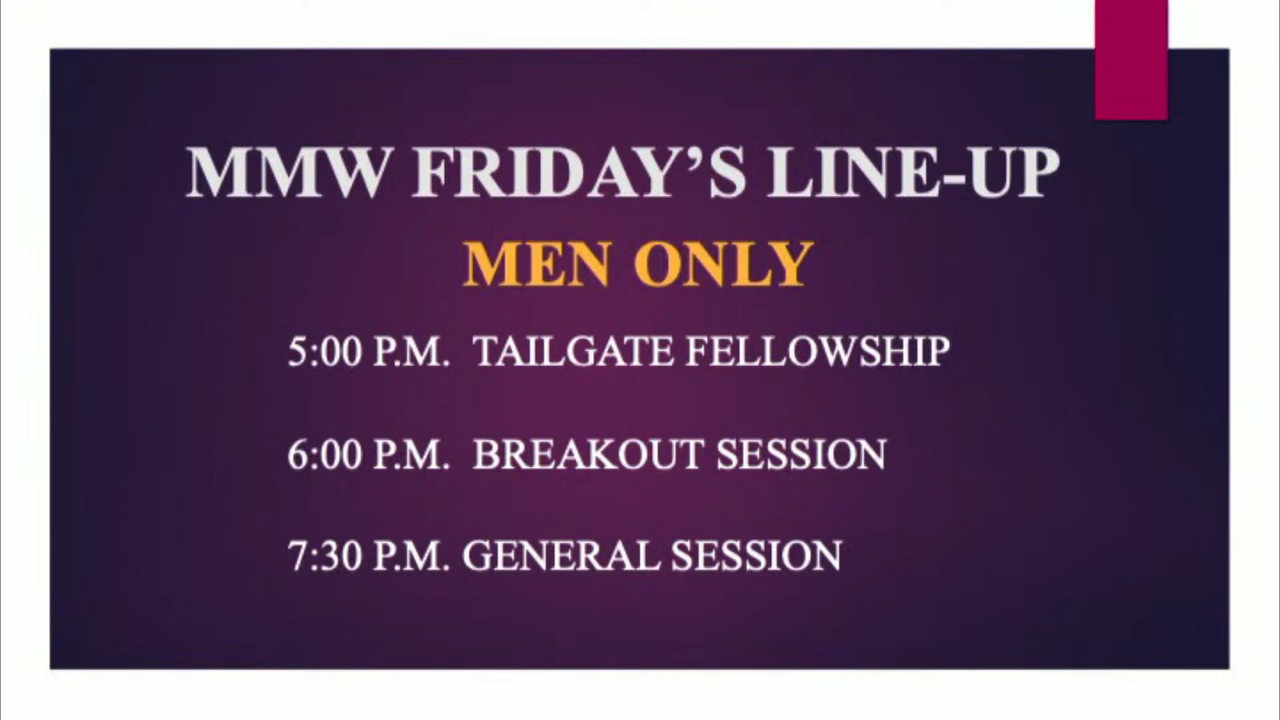 MMW FRIDAY’S LINE-UP
MEN ONLY
5:00 P.M. TAILGATE FELLOWSHIP
6:00 P.M. BREAKOUT SESSION
7:30 P.M. GENERAL SESSION